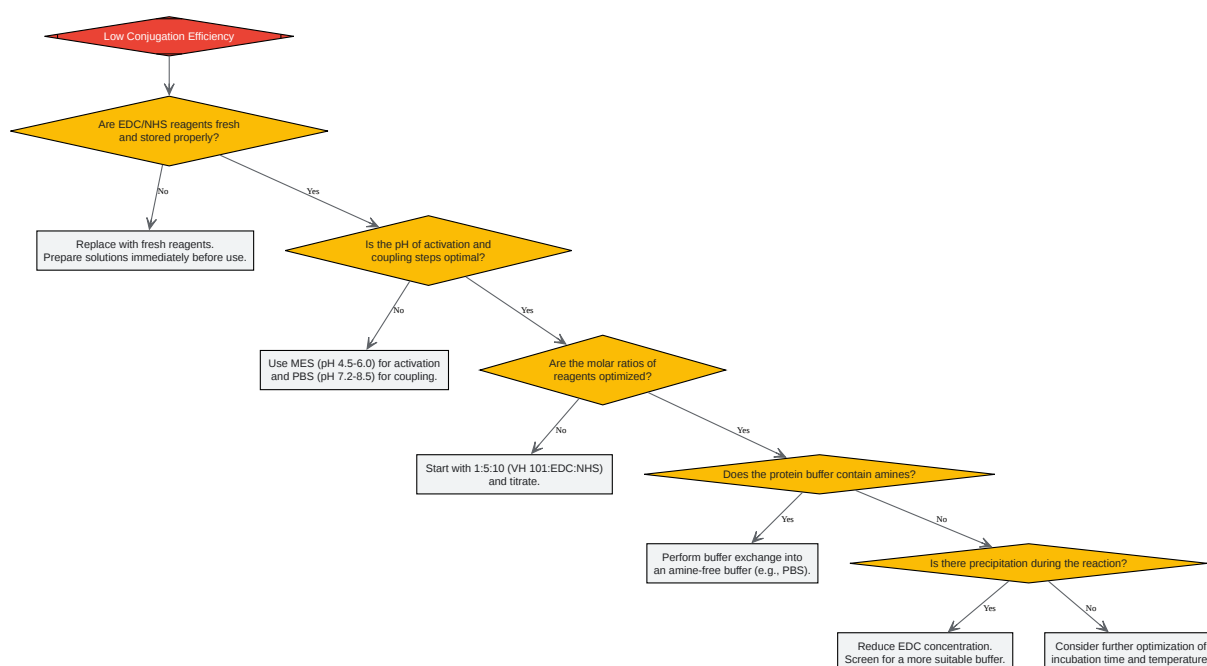 Low Conjugation Efficiency
Are EDC/NHS reagents fresh
and stored properly?
No
Yes
Replace with fresh reagents.
Prepare solutions immediately before use.
Is the pH of activation and
coupling steps optimal?
No
Yes
Use MES (pH 4.5-6.0) for activation
and PBS (pH 7.2-8.5) for coupling.
Are the molar ratios of
reagents optimized?
No
Yes
Start with 1:5:10 (VH 101:EDC:NHS)
and titrate.
Does the protein buffer contain amines?
Yes
No
Perform buffer exchange into
an amine-free buffer (e.g., PBS).
Is there precipitation during the reaction?
Yes
No
Reduce EDC concentration.
Screen for a more suitable buffer.
Consider further optimization of
incubation time and temperature